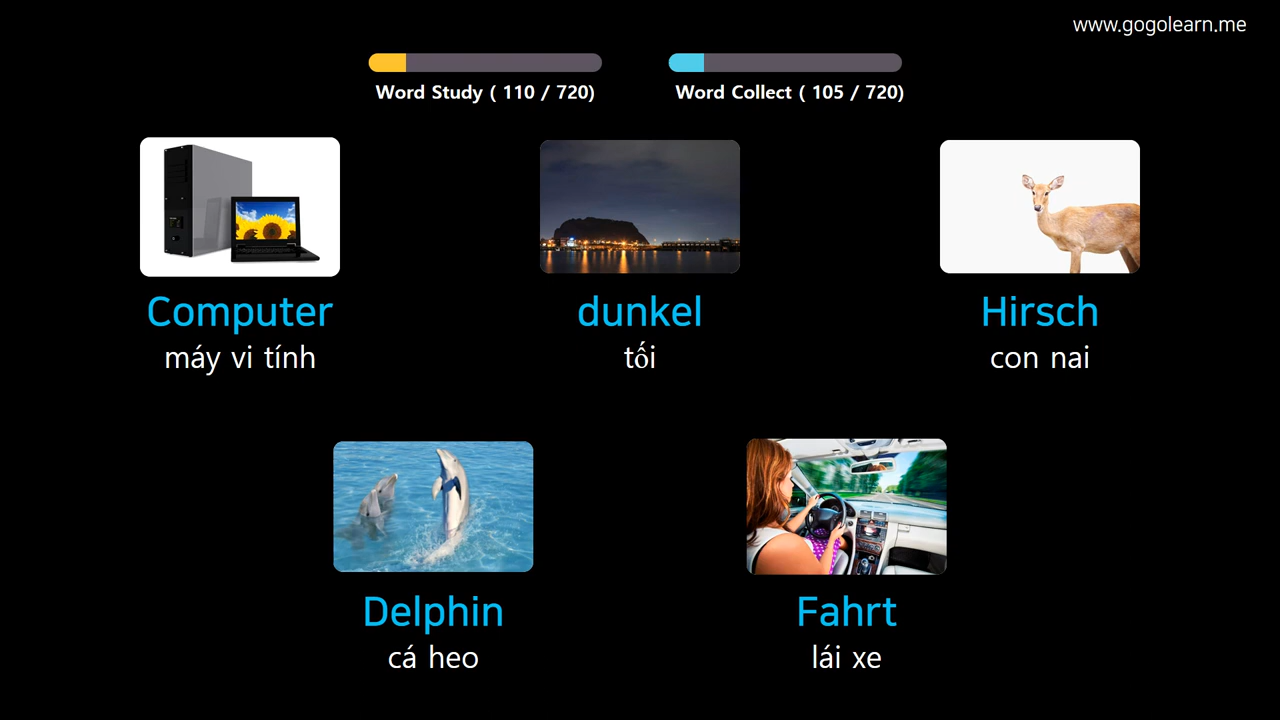 www.gogolearn.me
Word Study ( 110 / 720)
Word Collect ( 105 / 720)
Computer
máy vi tính
dunkel
tối
Hirsch
con nai
Delphin
cá heo
Fahrt
lái xe